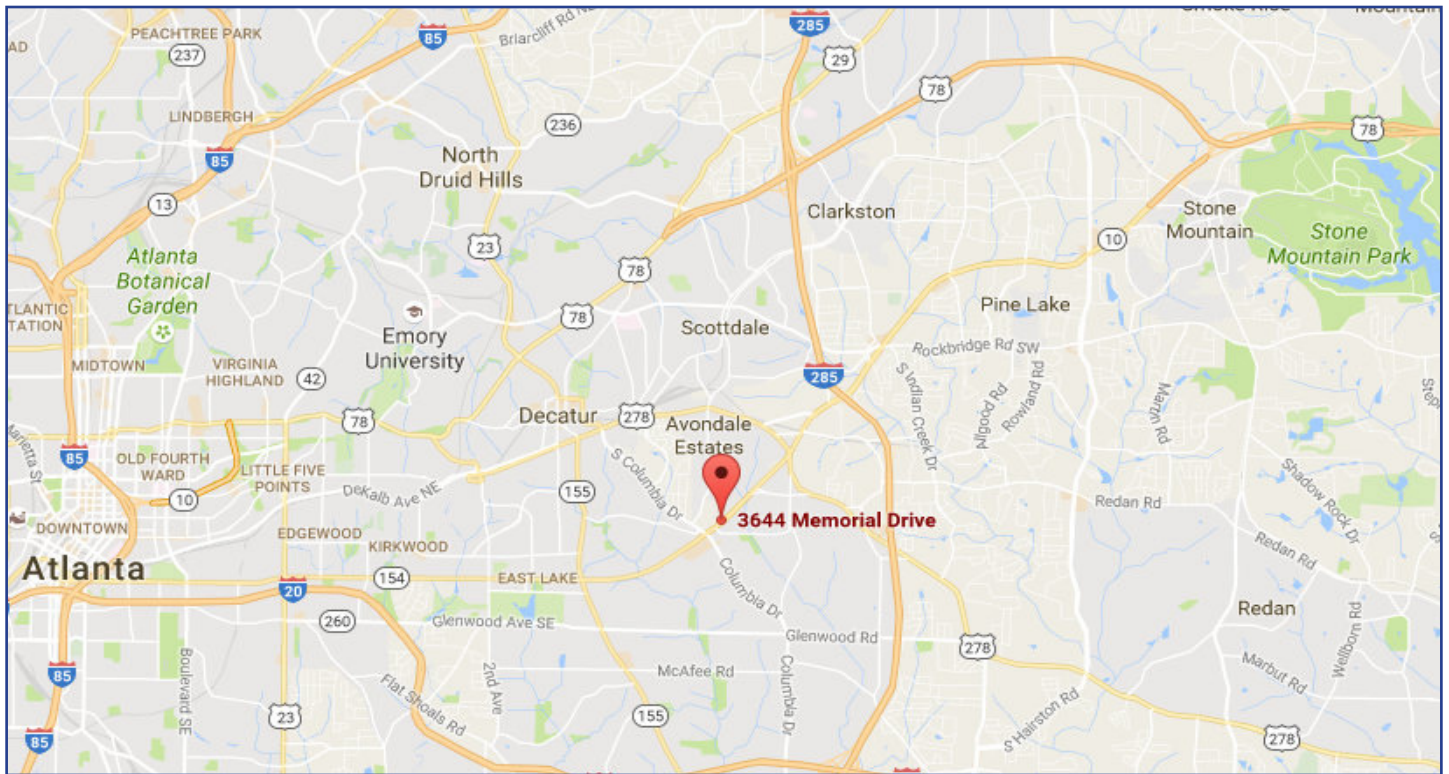 PEACHTREE PARK
237
85
Briarcliff Rd NE
285
29
78
AD
LINDBERGH
85
236
78
North
Druid Hills
13
23
Clarkston
10
Stone
Mountain
Stone
Mountain Park
Atlanta
Botanical
Garden
78
78
Pine Lake
TLANTIC
TATION
Emory
University
Scottdale
MIDTOWN
VIRGINIA
HIGHLAND
42
285
Rockbridge Rd SW
S Indian Creek Dr
Allgood Rd
Rowland Rd
Martin Rd
78
Decatur
278
Avondale
Estates
Marietta St
85
OLD FOURTH
WARD
LITTLE FIVE
POINTS
10
DeKalb Ave NE
155
S Columbia Dr
Redan Rd
Shadow Rock Dr
DOWNTOWN
3644 Memorial Drive
EDGEWOOD
KIRKWOOD
Atlanta
20
154
EAST LAKE
Columbia Dr
Redan Rd
Redan
260
Glenwood Ave SE
Glenwood Rd
278
Wellborn Rd
85
Boulevard SE
McAfee Rd
Marbut Rd
2nd Ave
Flat Shoals Rd
Columbia Dr
23
155
S Hairston Rd
85
278